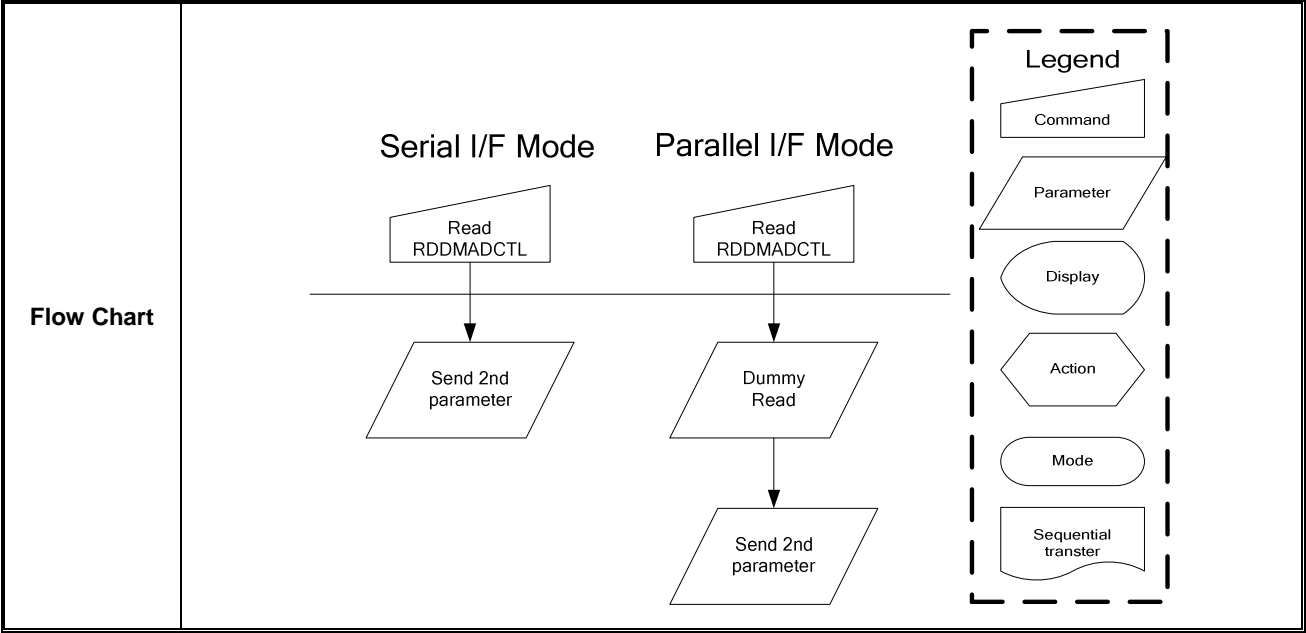 Flow Chart
Serial I/F Mode
Read
RDDMADCTL
Send 2nd
parameter
Parallel I/F Mode
Read
RDDMADCTL
Dummy
Read
Send 2nd
parameter
Legend
Command
Parameter
Display
Action
Mode
Sequential
transter